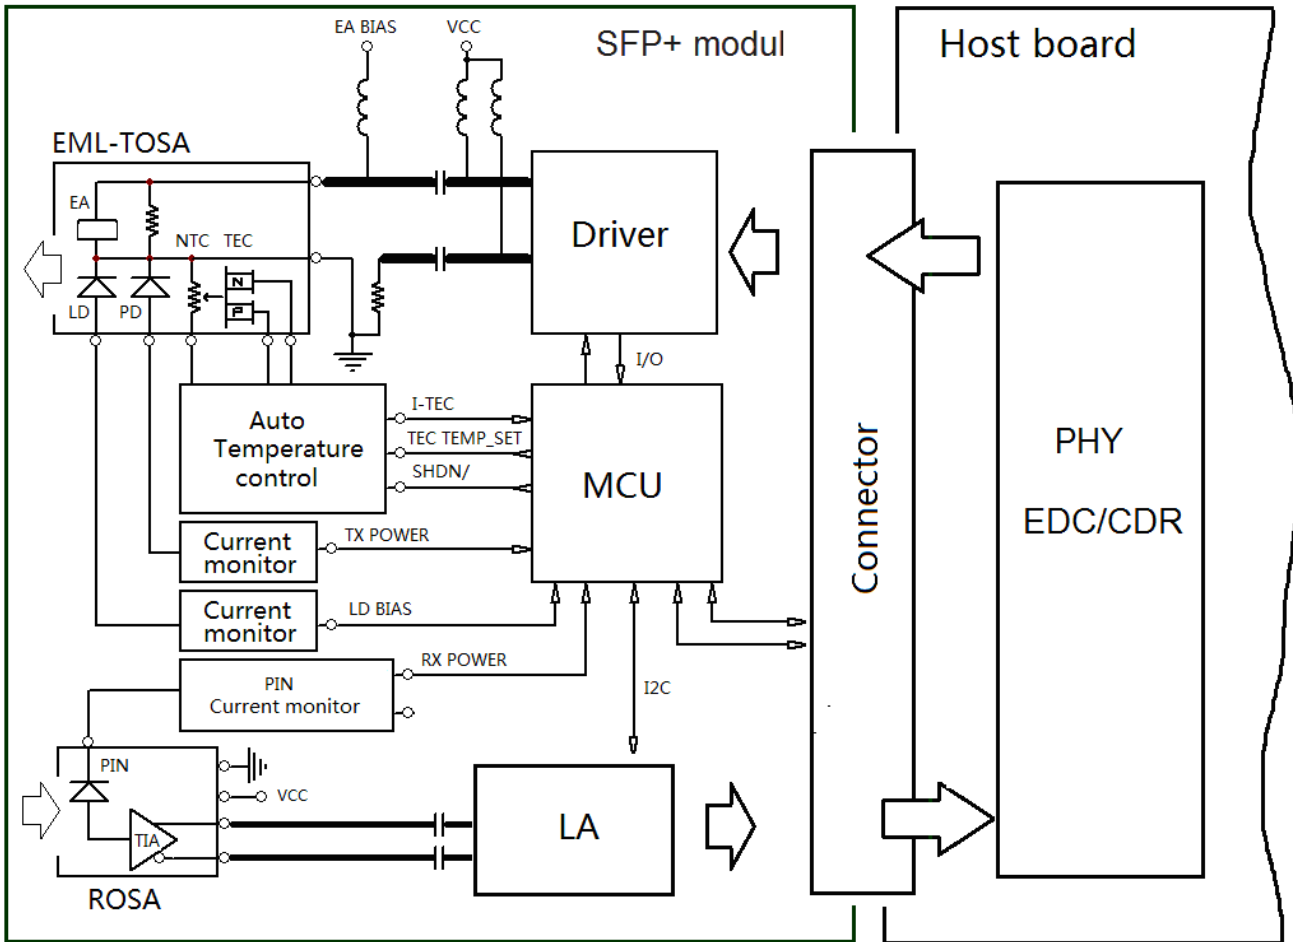 EA BIAS
VCC
SFP+ modul
Host board
EML-TOSA
EA
NTC
TEC
N
P
LD
PD
Driver
I/O
Auto
Temperature
control
I-TEC
TEC TEMP_SET
SHDN/
MCU
Connector
PHY
EDC/CDR
Current
monitor
TX POWER
Current
monitor
LD BIAS
PIN
Current monitor
RX POWER
I2C
PIN
VCC
TIA
LA
ROSA